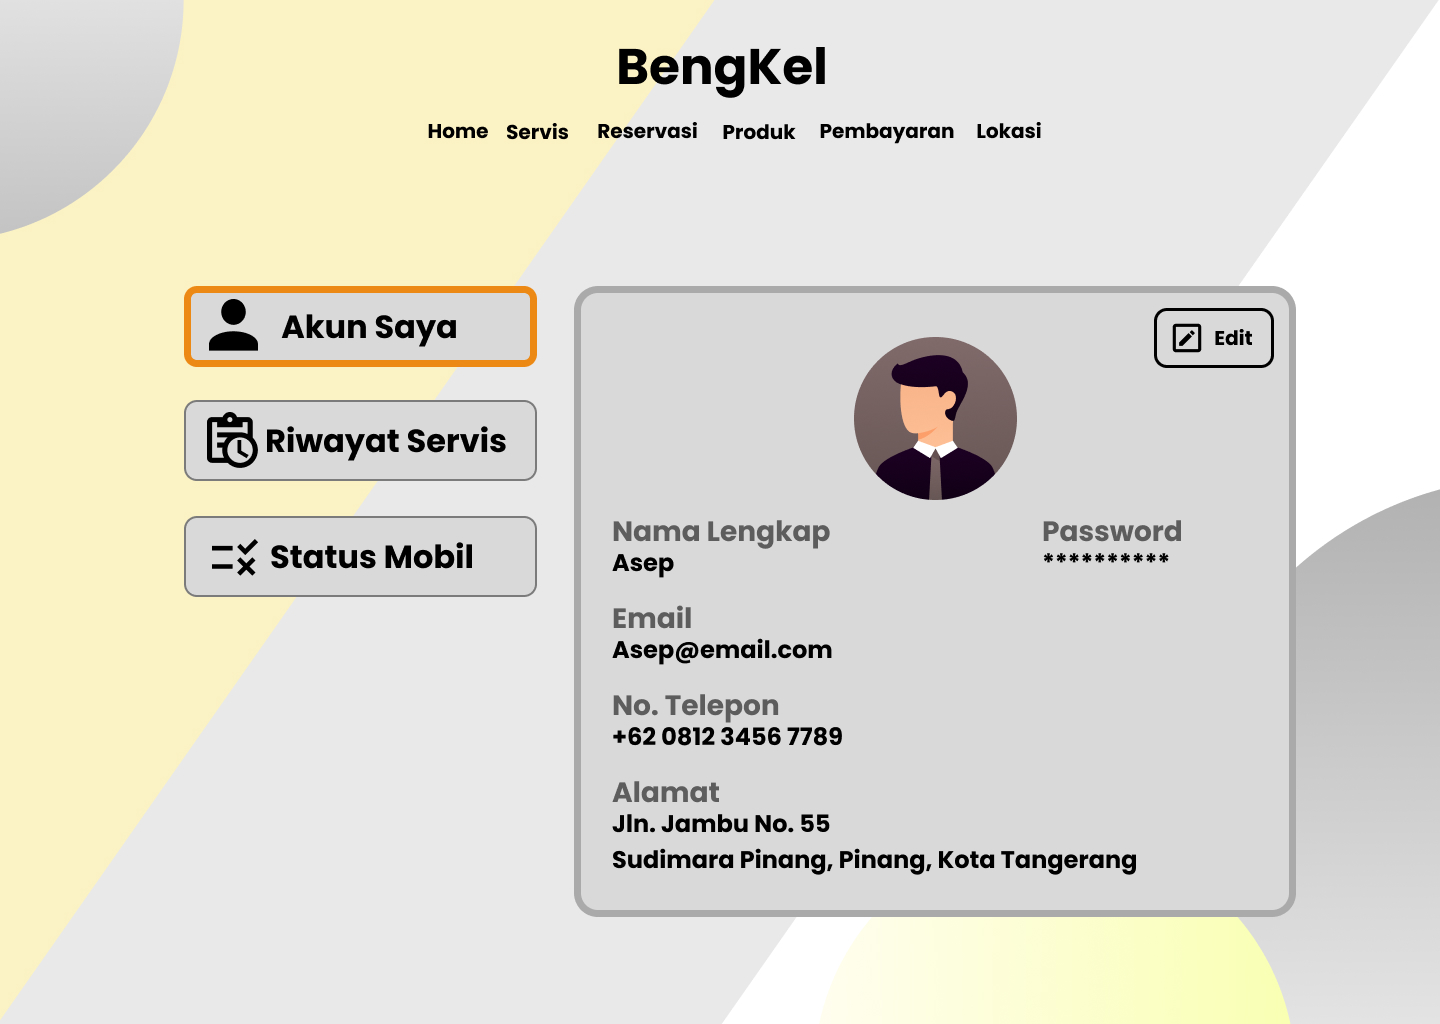 BengKel
Home Servis Reservasi Produk Pembayaran Lokasi
Akun Saya
Riwayat Servis
Status Mobil
Edit
Nama Lengkap
Asep
Password
**********
Email
Asep@email.com
No. Telepon
+62 0812 3456 7789
Alamat
Jln. Jambu No. 55
Sudimara Pinang, Pinang, Kota Tangerang